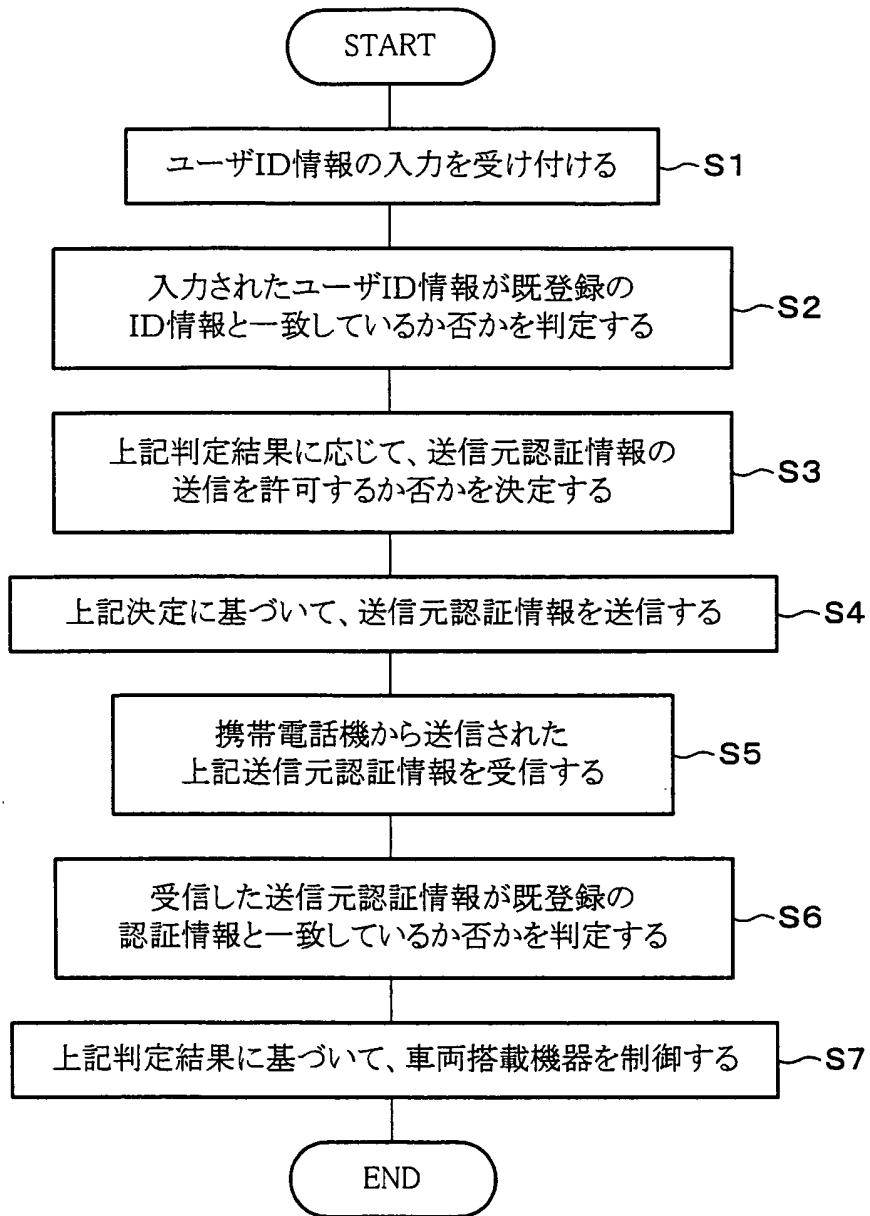 START
ユーザID情報の入力を受け付ける
S1
入力されたユーザID情報が既登録の
ID情報と一致しているか否かを判定する
S2
上記判定結果に応じて、送信元認証情報の
送信を許可するか否かを決定する
S3
上記決定に基づいて、送信元認証情報を送信する
S4
携帯電話機から送信された
上記送信元認証情報を受信する
S5
受信した送信元認証情報が既登録の
認証情報と一致しているか否かを判定する
S6
上記判定結果に基づいて、車両搭載機器を制御する
S7
END